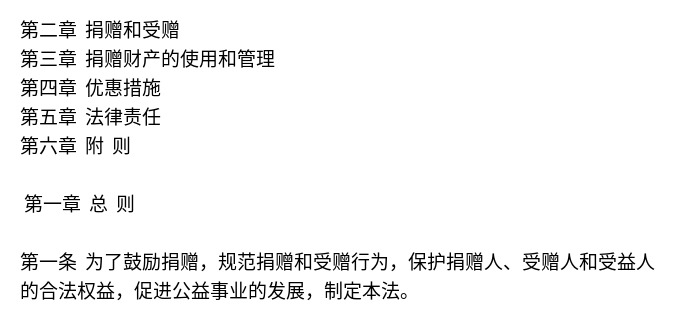 第二章 捐赠和受赠
第三章 捐赠财产的使用和管理
第四章 优惠措施
第五章 法律责任
第六章 附 则
第一章 总 则
第一条 为了鼓励捐赠，规范捐赠和受赠行为，保护捐赠人、受赠人和受益人
的合法权益，促进公益事业的发展，制定本法。